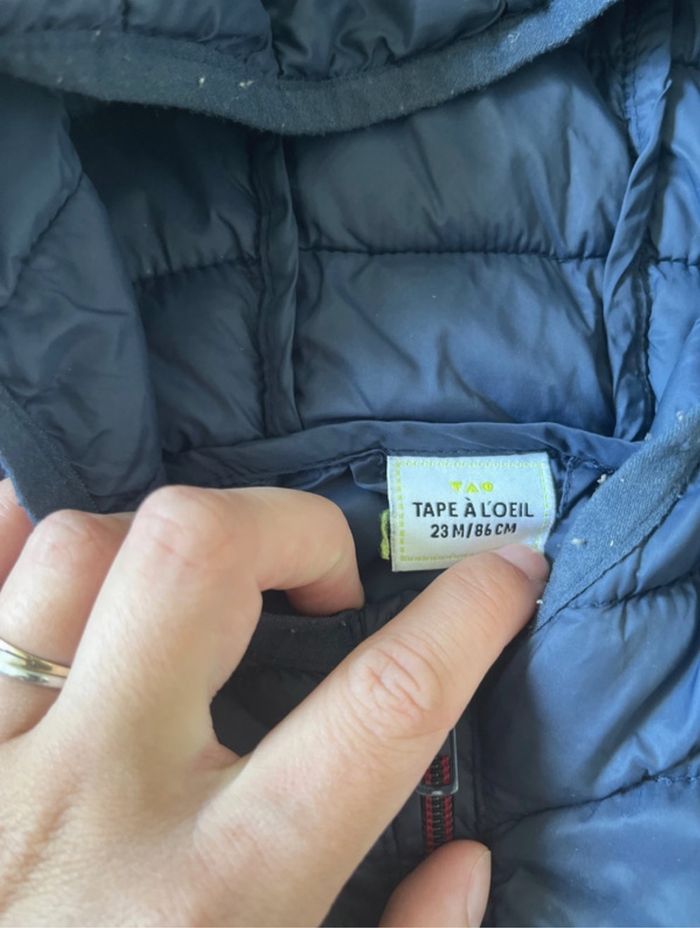 TAO
TAPE À L'OEIL
23 M/86 CM